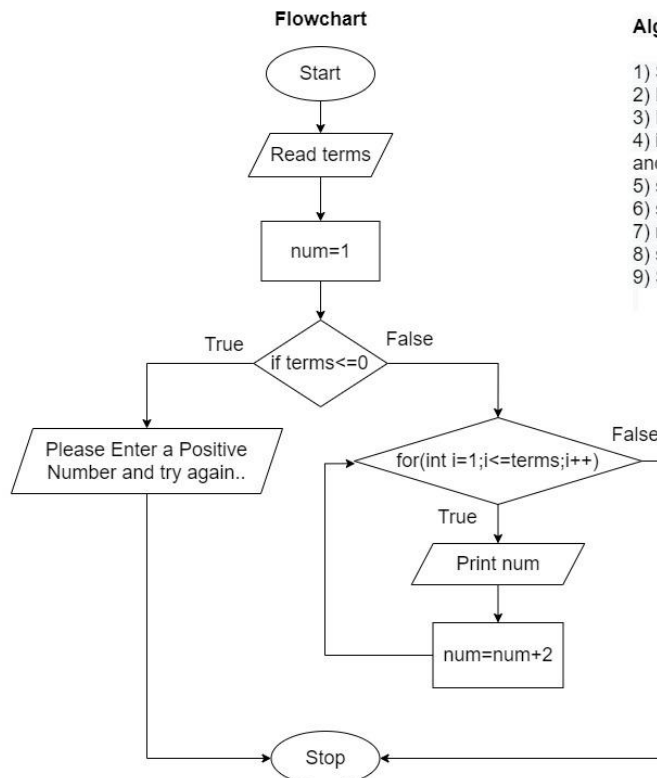 Flowchart
Start
Read terms
num=1
if terms<=0
True
False
Please Enter a Positive
Number and try again..
for(int i=1;i<=terms;i++)
False
True
Print num
num=num+2
Stop
1)
2)
3)
4)
5)
6)
7)
8)
9)